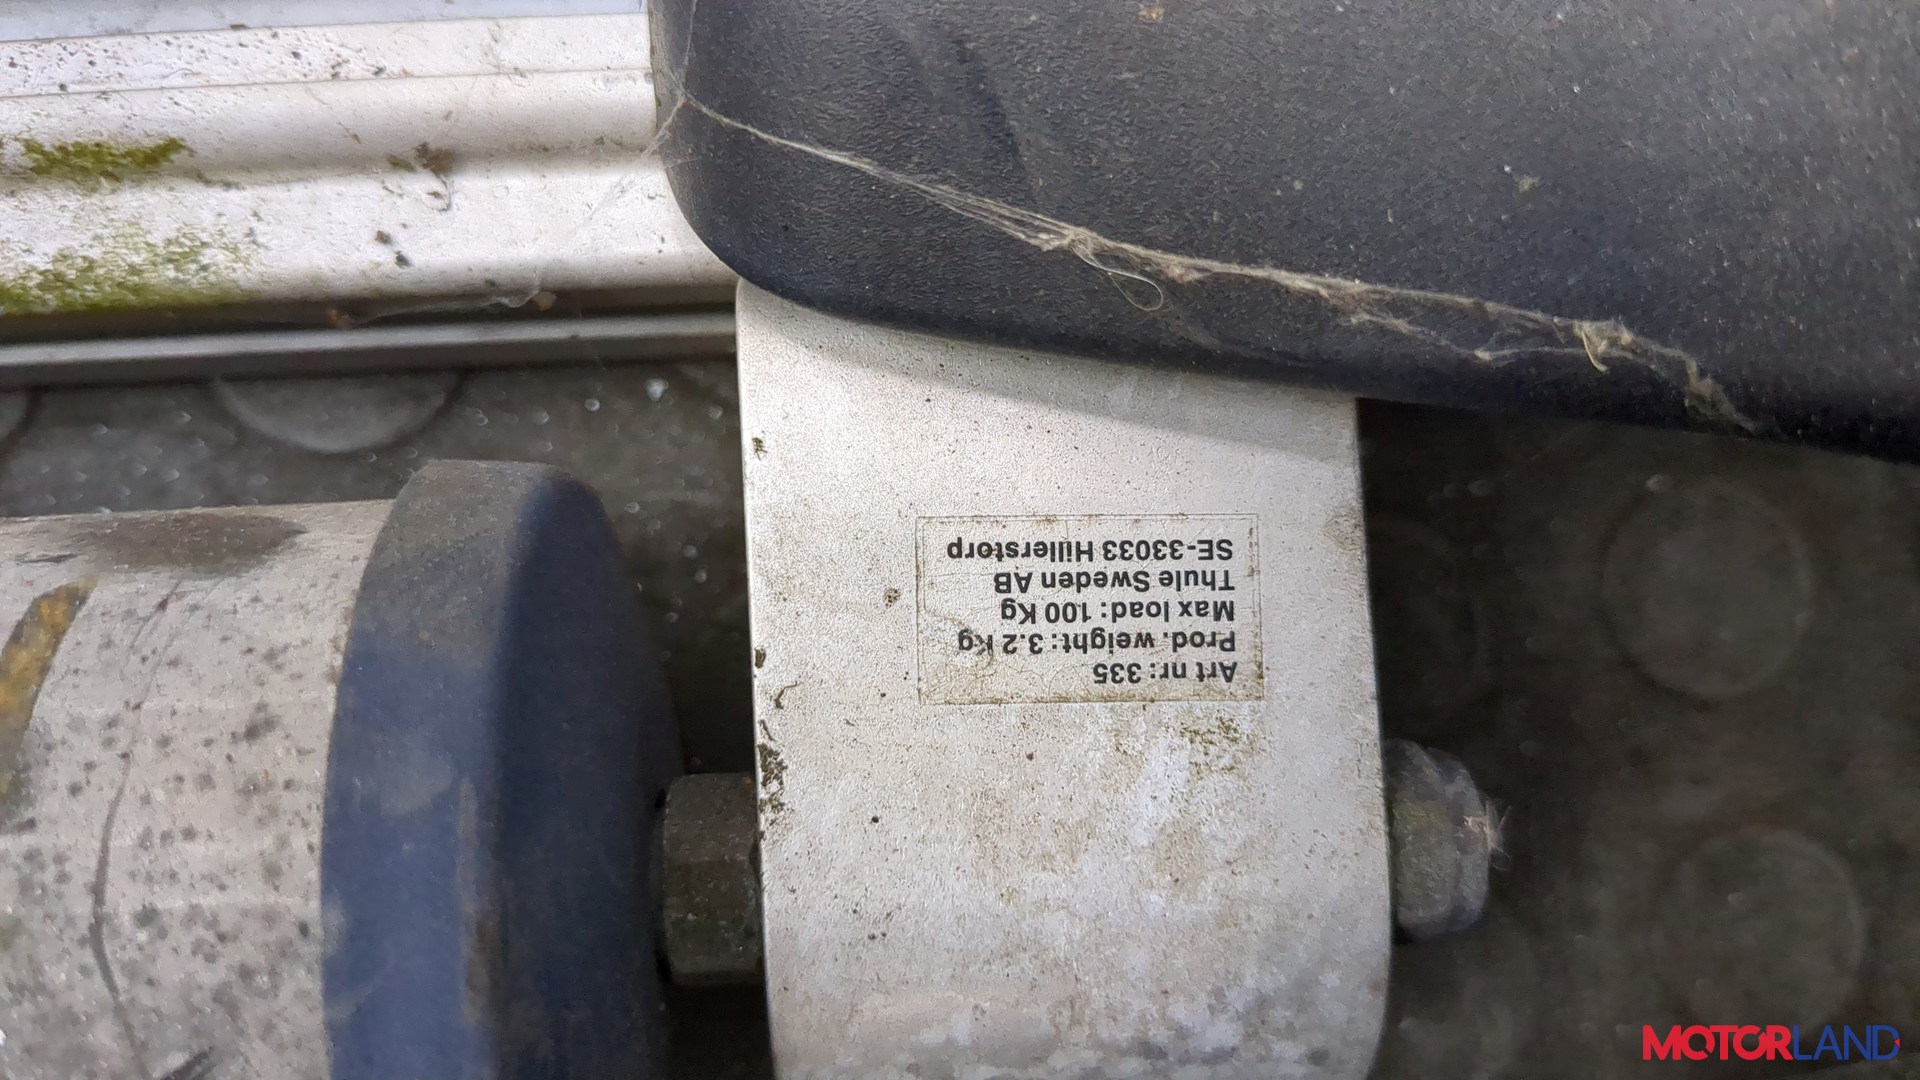 Art nr: 335
Prod. weight: 3.2 Kg
Max load: 100 Kg
Thule Sweden AB
SE-33033 Hillerstorp
MOTORLAND